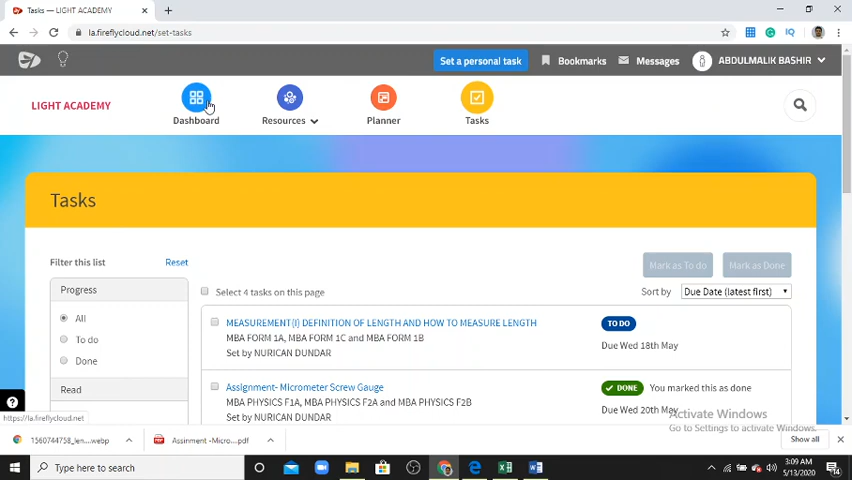 Tasks — LIGHT ACADEMY
la.fireflycloud.net/set-tasks
IQ
Set a personal task
Bookmarks
Messages
ABDULMALIK BASHIR
LIGHT ACADEMY
Dashboard
Resources
Planner
Tasks
Tasks
Filter this list
Reset
Mark as To do
Mark as Done
Progress
Select 4 tasks on this page
Sort by
Due Date (latest first)
All
To do
Done
Read
MEASUREMENT(I) DEFINITION OF LENGTH AND HOW TO MEASURE LENGTH
MBA FORM 1A, MBA FORM 1C and MBA FORM 1B
Set by NURICAN DUNDAR
TO DO
Due Wed 18th May
Assignment- Micrometer Screw Gauge
MBA PHYSICS F1A, MBA PHYSICS F2A and MBA PHYSICS F2B
Set by NURICAN DUNDAR
DONE You marked this as done
Due Wed 20th May
Activate Windows
Go to Settings to activate Windows.
https://la.fireflycloud.net
1560744758_len....webp
Assinment -Micro....pdf
Show all
Type here to search
3:09 AM
5/13/2020
14